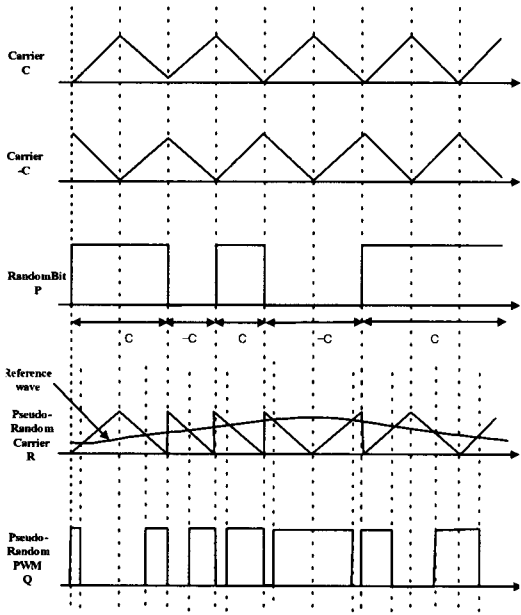 Carrier
C
Carrier
-C
RandomBit
P
C
-C
C
-C
C
Reference
wave
Pseudo-
Random
Carrier
R
Pseudo-
Random
PWM
Q